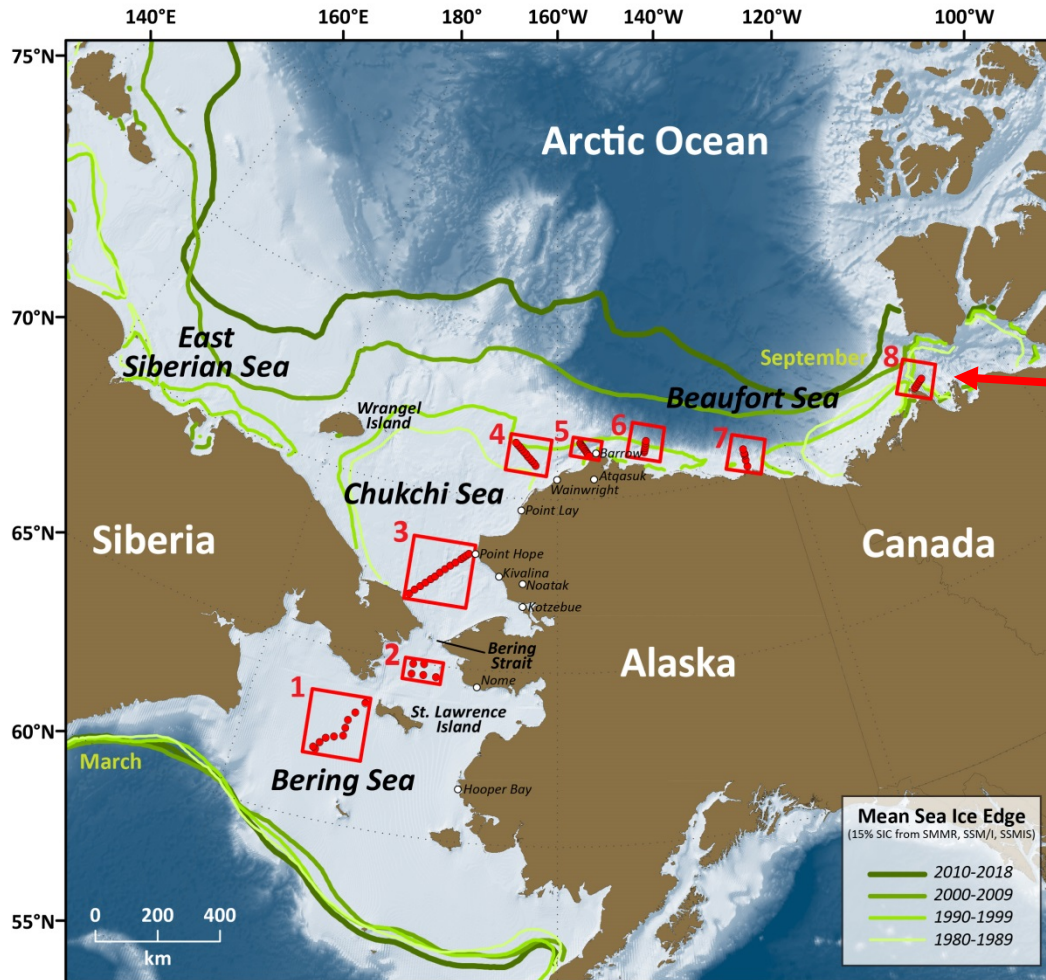 140°E 160°E 180° 160°W 140°W 120°W 100°W
75°N
Arctic Ocean
70°N
East
Siberian Sea
September
8
Beaufort Sea
Wrangel
Island
4
5
6
7
Barrow
Atqasuk
Wainwright
Chukchi Sea
Point Lay
65°N
Siberia
3
Canada
Point Hope
Kivalina
Noatak
Kotzebue
Bering
Strait
2
Alaska
Nome
1
St. Lawrence
Island
60°N
March
Bering Sea
Hooper Bay
Mean Sea Ice Edge
(15% SIC from SMMR, SSM/I, SSMIS)
2010-2018
2000-2009
1990-1999
1980-1989
55°N
0 200 400
km